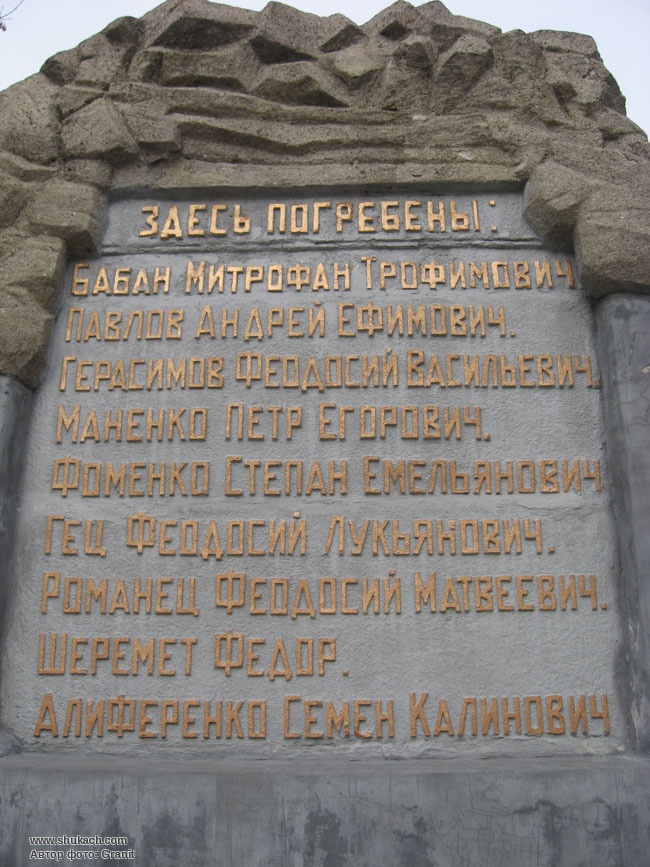 ЗДЕСЬ ПОГРЕБЕНЫ:
БАБАН МИТРОФАН ТРОФИМОВИЧ
ПАВЛОВ АНДРЕЙ ЕФИМОВИЧ.
ГЕРАСИМОВ ФЕОДОСИЙ ВАСИЛЬЕВИЧ.
МАНЕНКО ПЕТР ЕГОРОВИЧ.
ФОМЕНКО СТЕПАН ЕМЕЛЬЯНОВИЧ
ГЕЦ ФЕОДОСИЙ ЛУКЬЯНОВИЧ.
РОМАНЕЦ ФЕОДОСИЙ МАТВЕЕВИЧ.
ШЕРЕМЕТ ФЕДОР.
АЛИФЕРЕНКО СЕМЕН КАЛИНОВИЧ
www.shukach.com
Автор фото: Granit